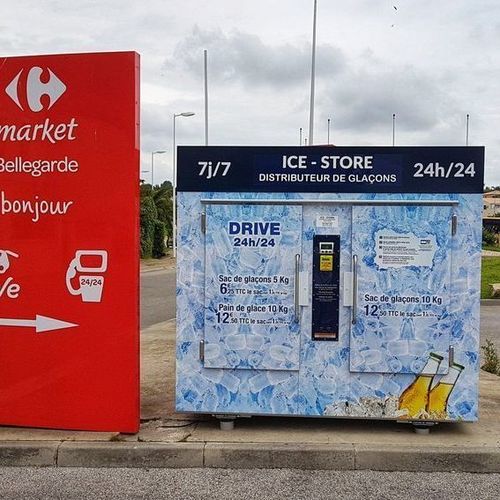 market
Bellegarde
bonjour
24/24
7j/7
ICE - STORE
DISTRIBUTEUR DE GLAÇONS
24h/24
DRIVE
24h/24
Sac de glaçons 5 Kg
6€25 TTC le sac
Pain de glace 10 Kg
12€50 TTC le sac
Sac de glaçons 10 Kg
12€50 TTC le sac